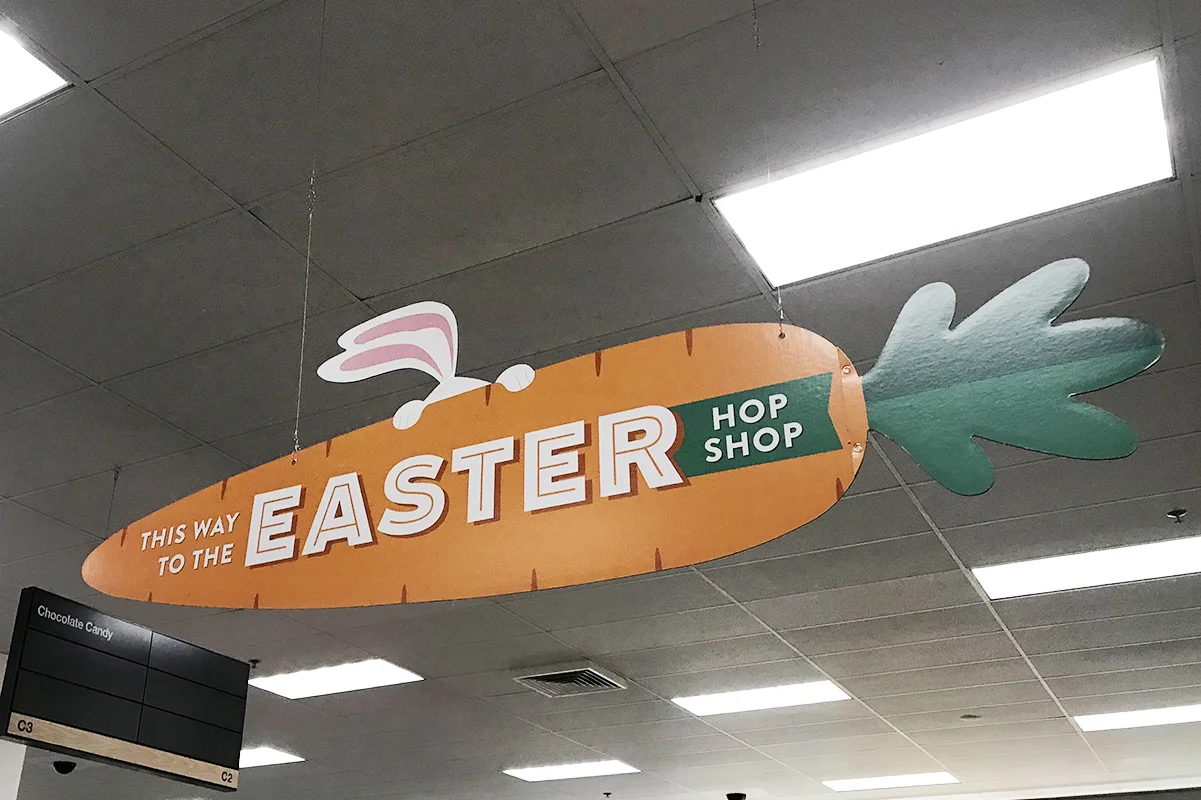 THIS WAY
TO THE
EASTER
HOP
SHOP
Chocolate Candy
C3
C2